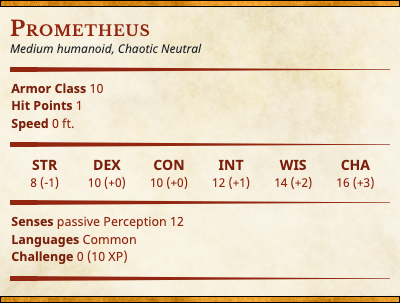 Prometheus
Medium humanoid, Chaotic Neutral
Armor Class 10
Hit Points 1
Speed 0 ft.
STR DEX CON INT WIS CHA
8 (-1) 10 (+0) 10 (+0) 12 (+1) 14 (+2) 16 (+3)
Senses passive Perception 12
Languages Common
Challenge 0 (10 XP)